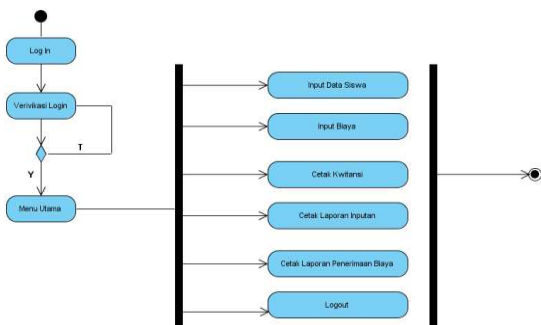 Log In
Verivikasi Login
T
Y
Menu Utama
Input Data Siswa
Input Biaya
Cetak Kwitansi
Cetak Laporan Inputan
Cetak Laporan Penerimaan Biaya
Logout